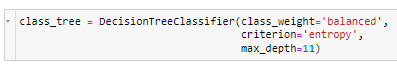 class_tree = DecisionTreeClassifier(class_weight='balanced',
criterion='entropy',
max_depth=11)